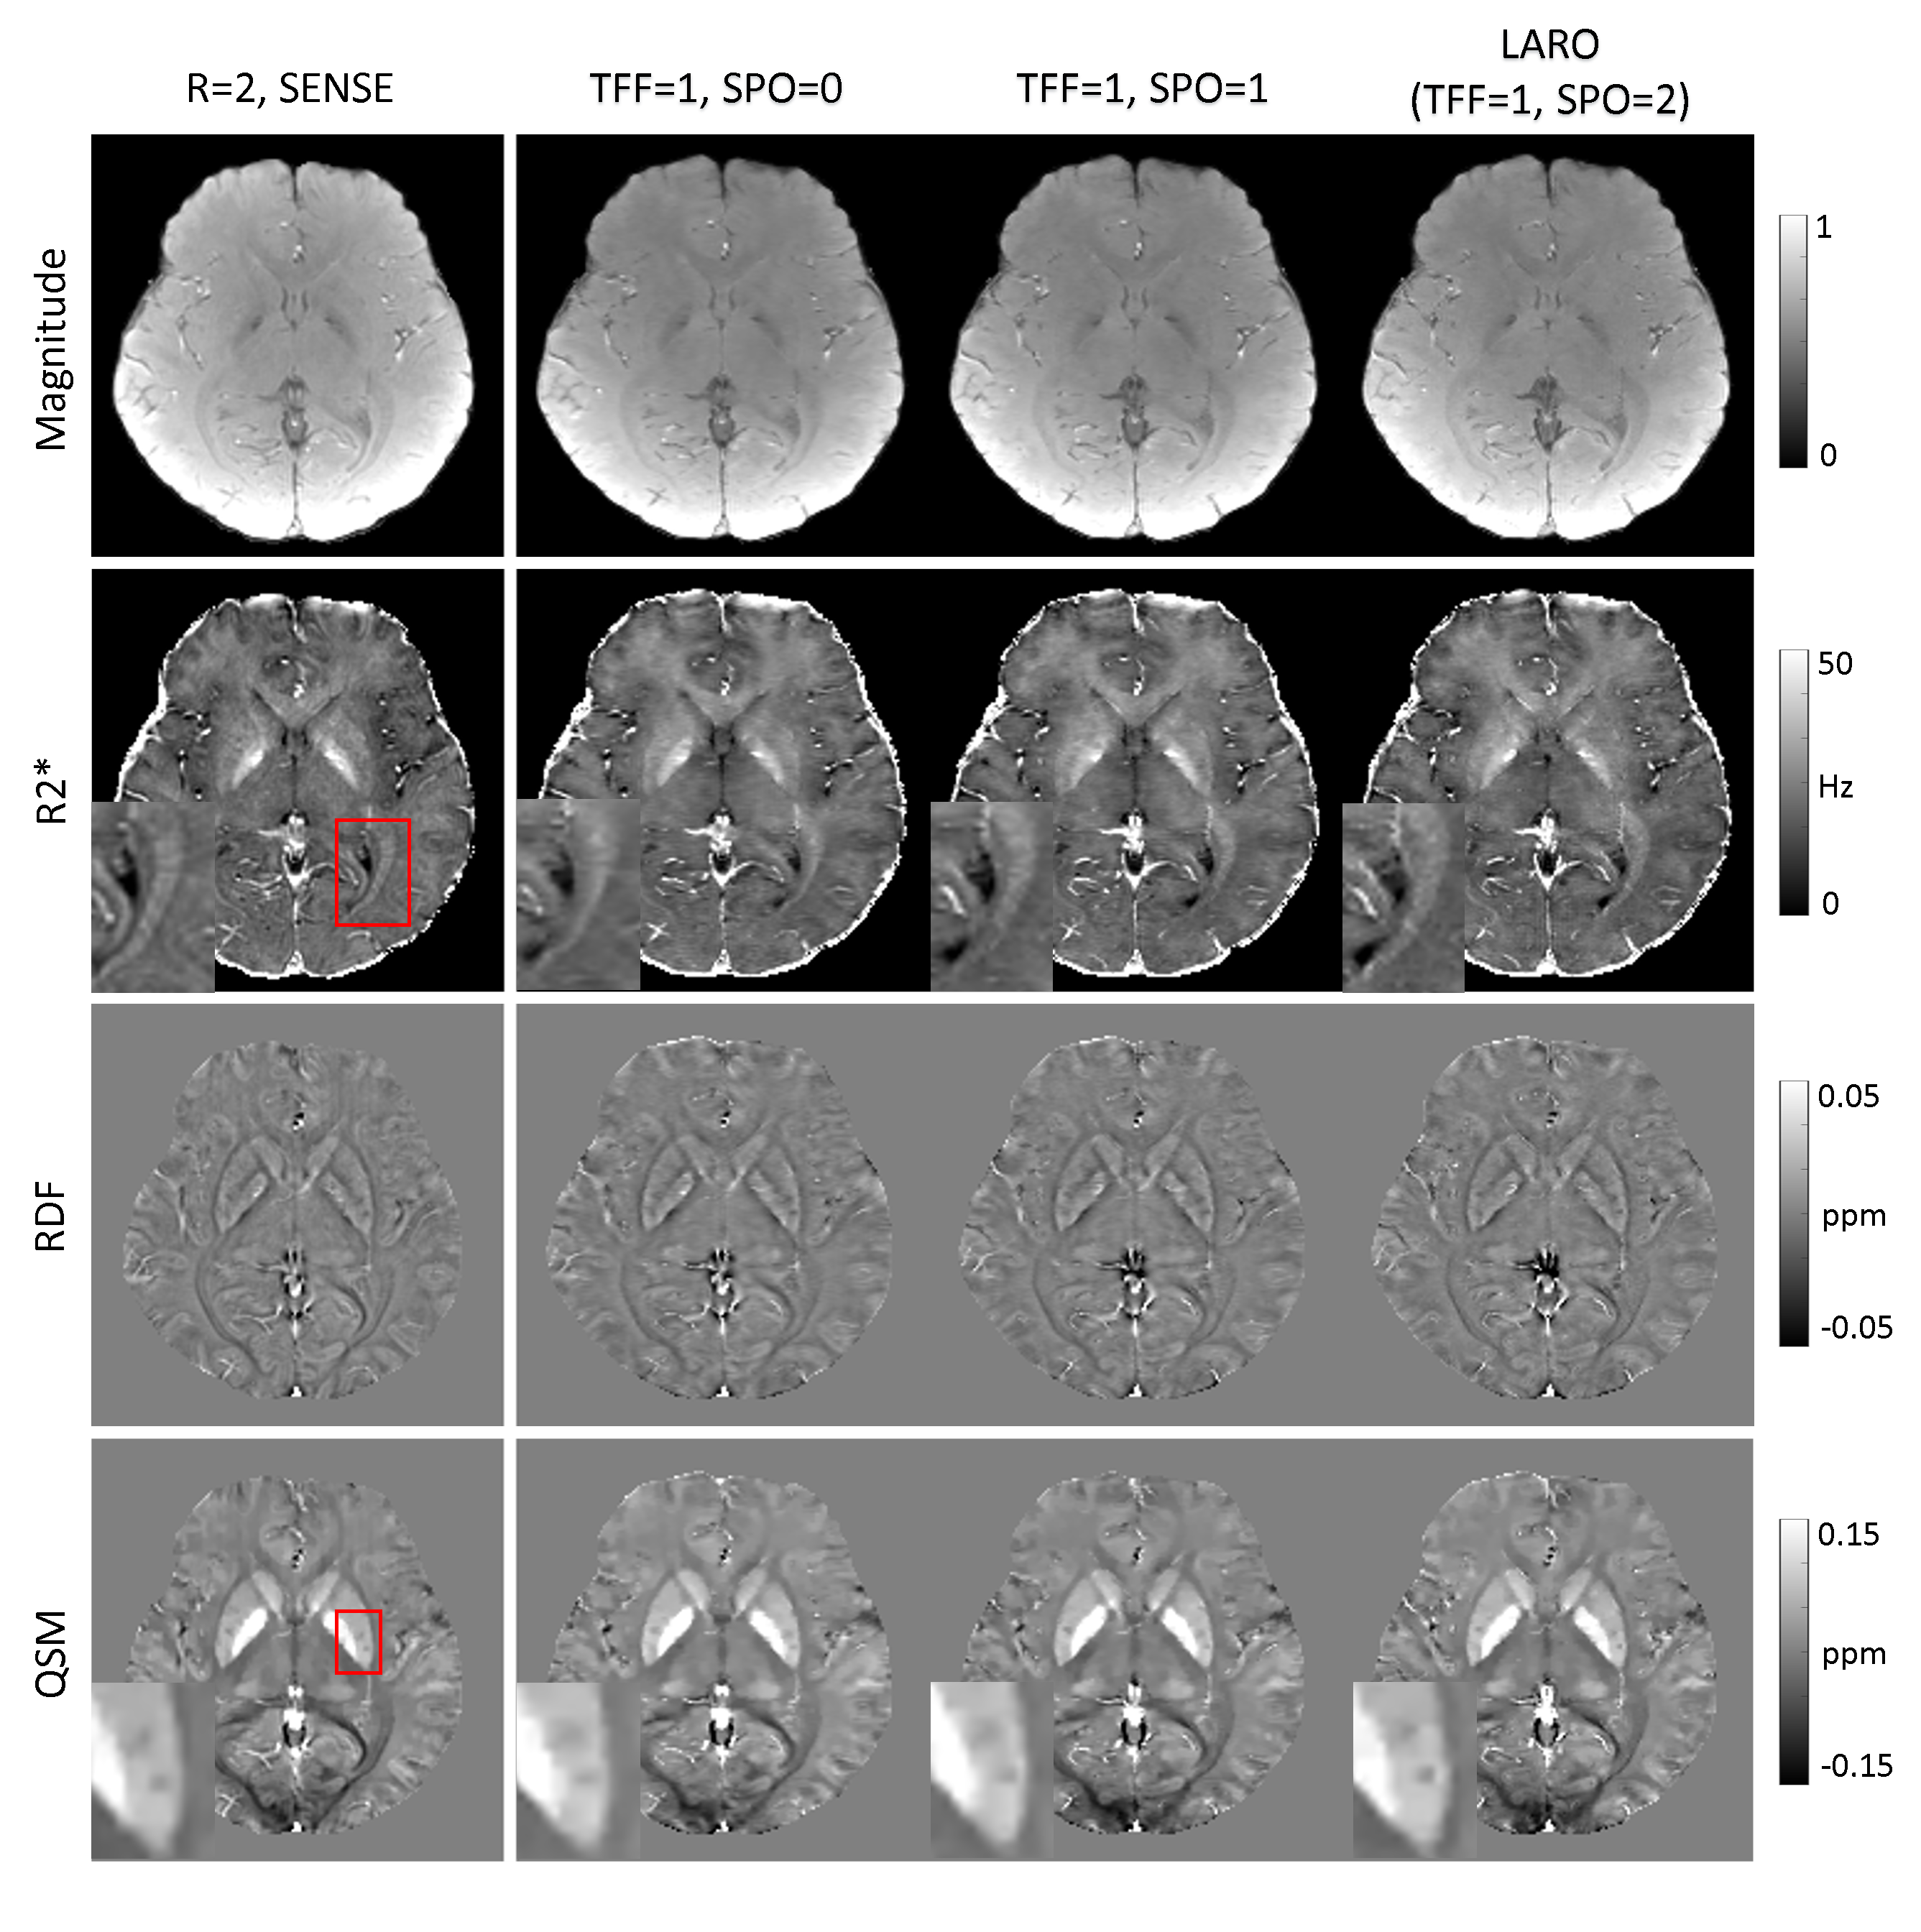 R=2, SENSE
TFF=1, SPO=0
TFF=1, SPO=1
LARO
(TFF=1, SPO=2)
Magnitude
1
0
R2*
50
Hz
0
RDF
0.05
ppm
-0.05
QSM
0.15
ppm
-0.15